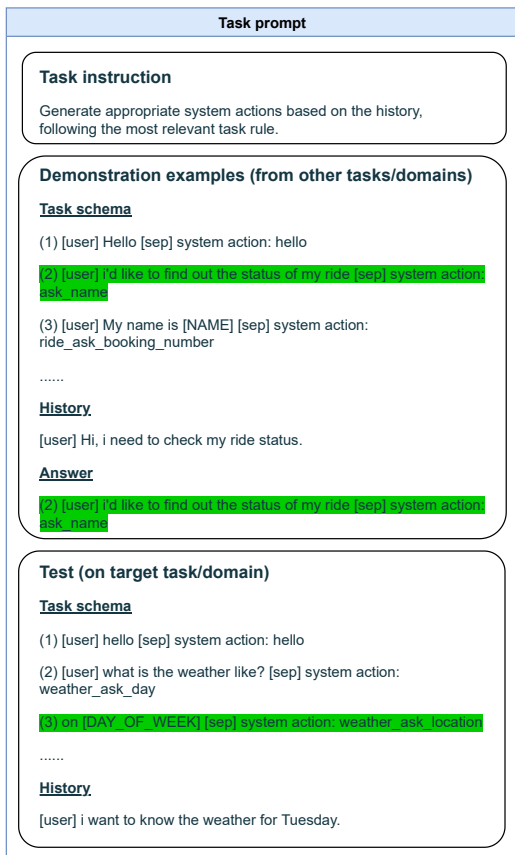 Task prompt
Task instruction
Generate appropriate system actions based on the history,
following the most relevant task rule.
Demonstration examples (from other tasks/domains)
Task schema
(1) [user] Hello [sep] system action: hello
(2) [user] i'd like to find out the status of my ride [sep] system action:
ask_name
(3) [user] My name is [NAME] [sep] system action:
ride_ask_booking_number
......
History
[user] Hi, i need to check my ride status.
Answer
(2) [user] i'd like to find out the status of my ride [sep] system action:
ask_name
Test (on target task/domain)
Task schema
(1) [user] hello [sep] system action: hello
(2) [user] what is the weather like? [sep] system action:
weather_ask_day
(3) on [DAY_OF_WEEK] [sep] system action: weather_ask_location
......
History
[user] i want to know the weather for Tuesday.